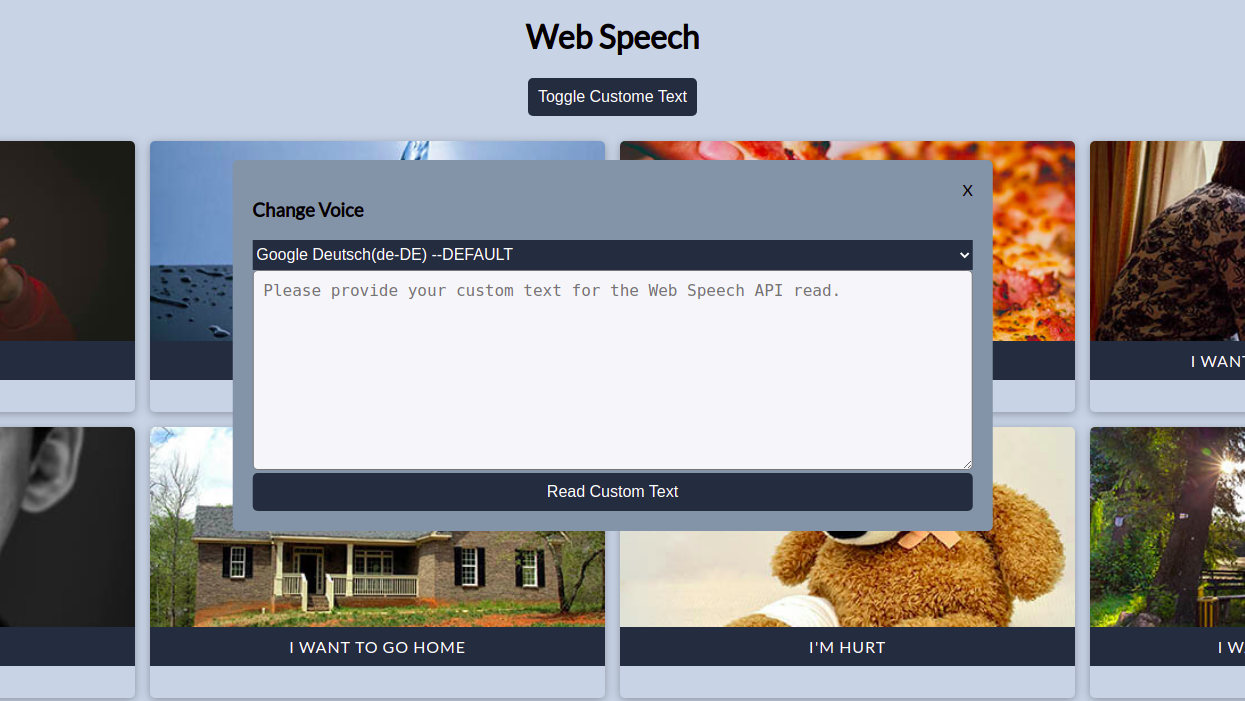 Web Speech
Toggle Custome Text
X
Change Voice
Google Deutsch(de-DE) --DEFAULT
Please provide your custom text for the Web Speech API read.
Read Custom Text
I WANT
I WANT TO GO HOME
I'M HURT
I W